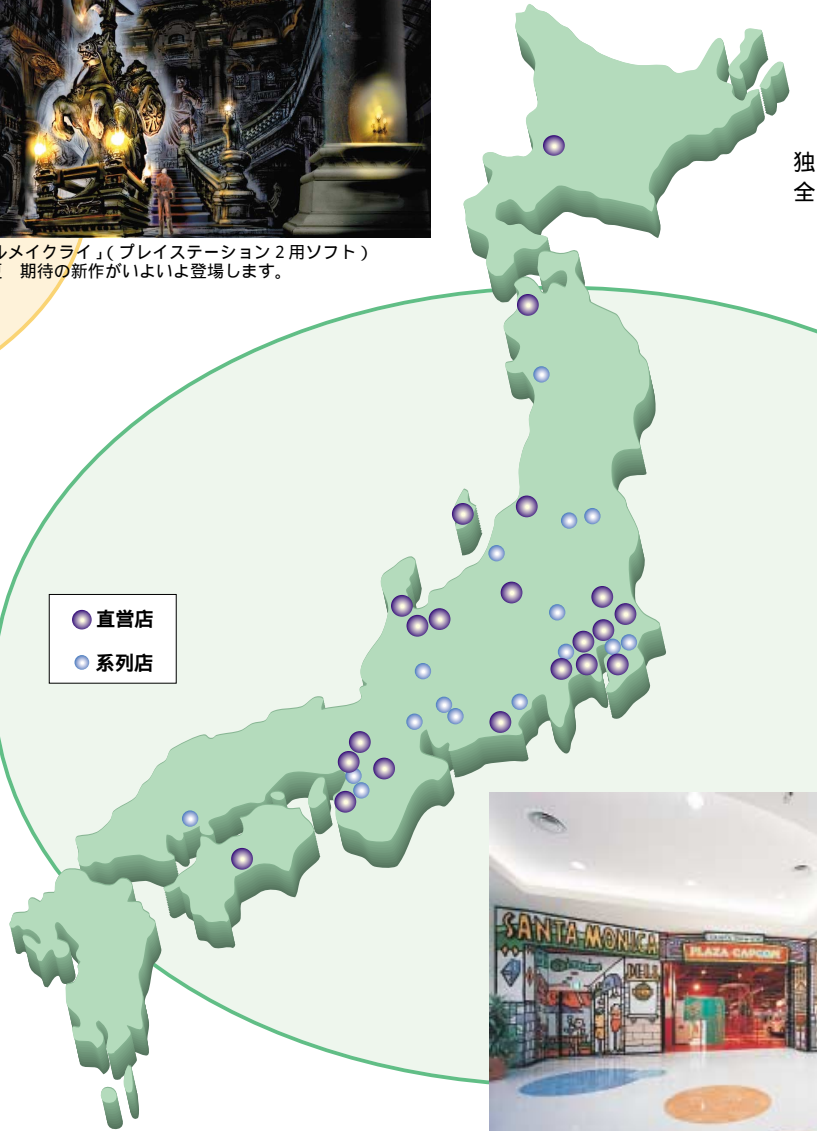 ルメイクライ」(プレイステーション2用ソフト)
期待の新作がいよいよ登場します。
独
全
直営店
系列店
SANTA MONICA
DELI
PLAZA CAPCOM